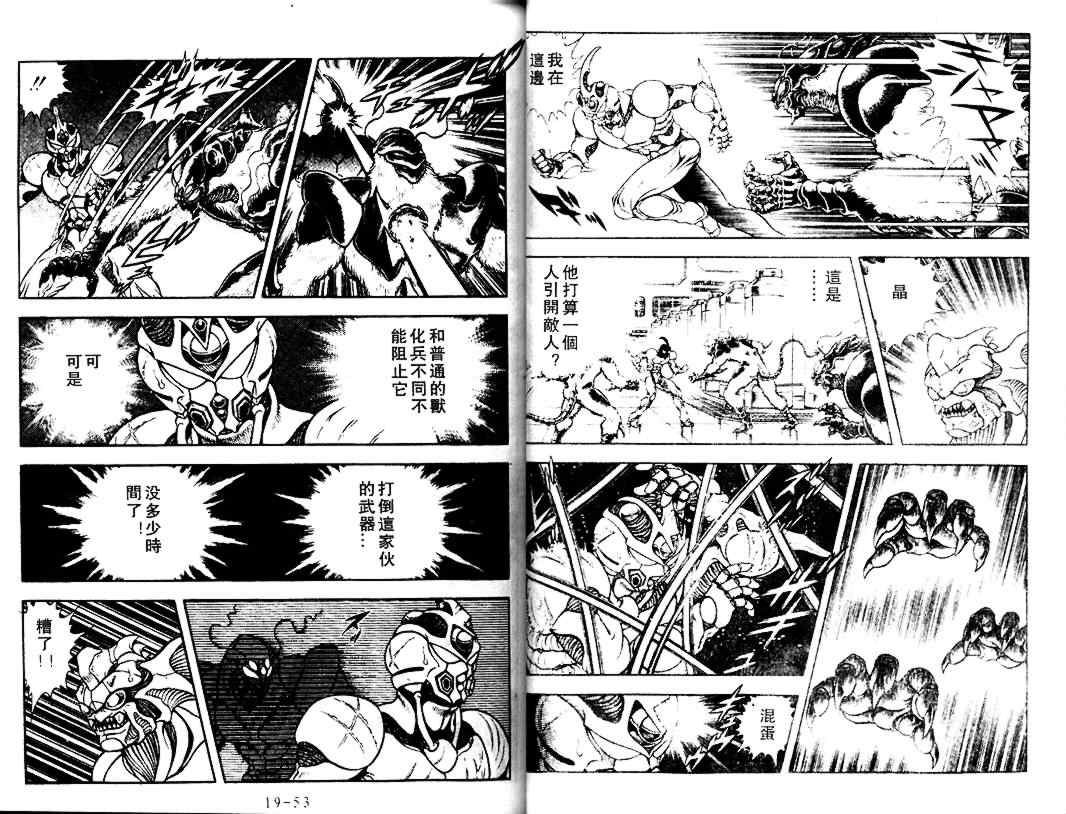 我在
這邊
晶
這是
……
他打算一個
人引開敵人？
混蛋
!!
和普通的獸
化兵不同不
能阻止它
可
可是
打倒這家伙
的武器…
没多少時
間了！
糟了!!
19-53